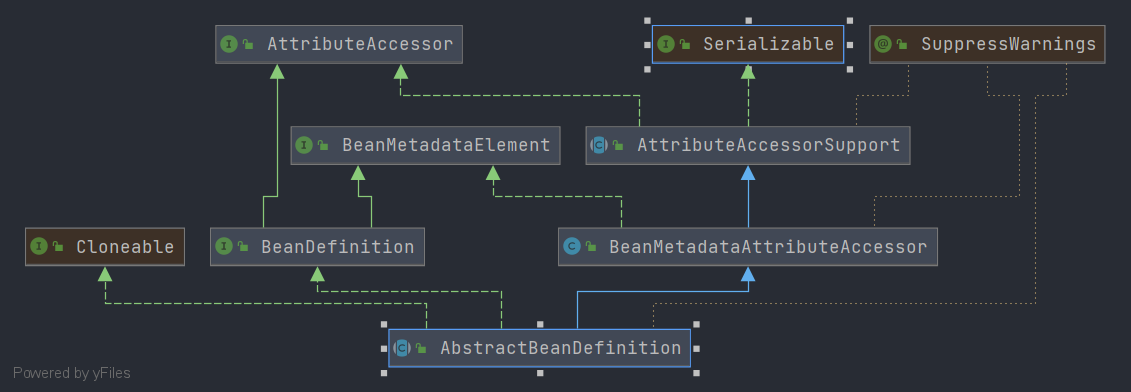 AttributeAccessor
Serializable
SuppressWarnings
BeanMetadataElement
AttributeAccessorSupport
Cloneable
BeanDefinition
BeanMetadataAttributeAccessor
AbstractBeanDefinition
Powered by yFiles